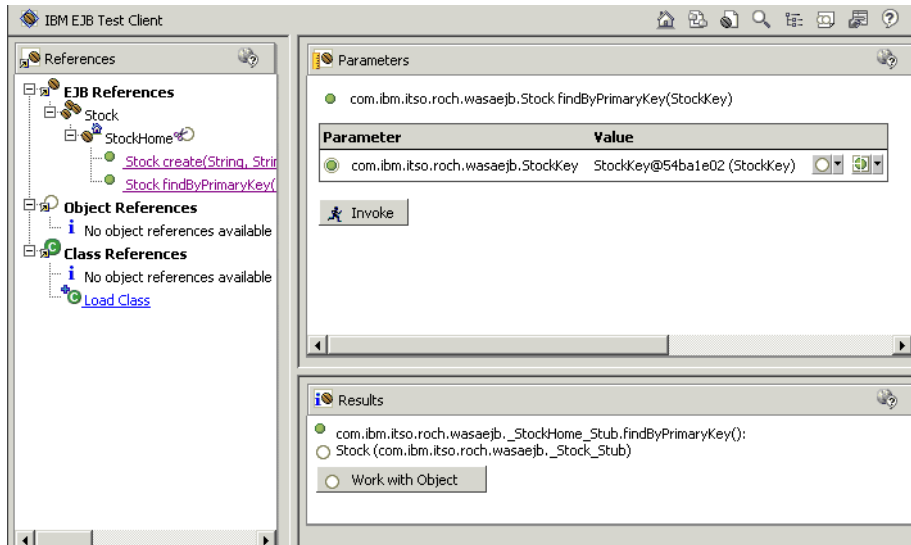 IBM EJB Test Client
References
EJB References
Stock
StockHome
Stock create(String, Strin
Stock findByPrimaryKey(
Object References
No object references available
Class References
No object references available
Load Class
Parameters
com.ibm.itso.roch.wasaejb.Stock findByPrimaryKey(StockKey)
Parameter Value
com.ibm.itso.roch.wasaejb.StockKey StockKey@54ba1e02 (StockKey)
Invoke
Results
com.ibm.itso.roch.wasaejb._StockHome_Stub.findByPrimaryKey():
Stock (com.ibm.itso.roch.wasaejb._Stock_Stub)
Work with Object